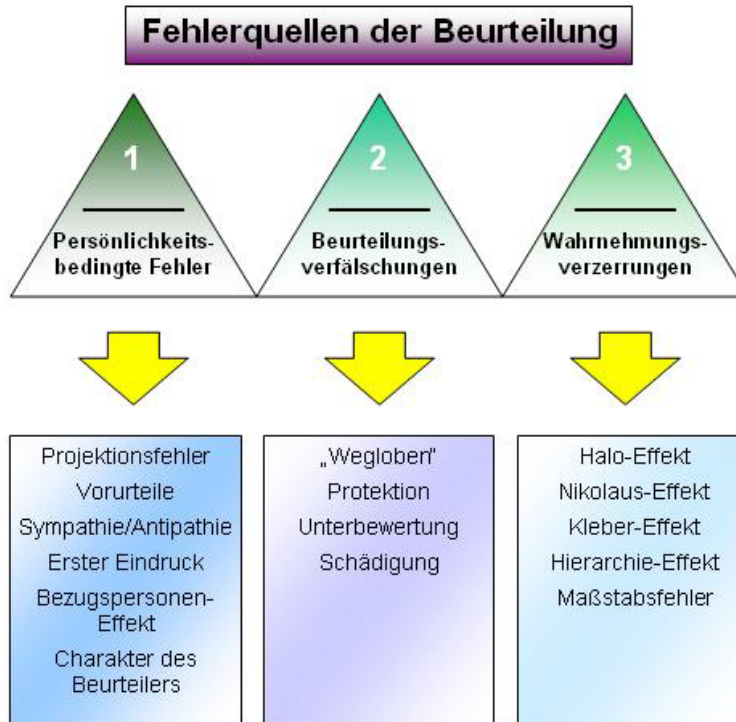 Fehlerquellen der Beurteilung
1
Persönlichkeits-
bedingte Fehler
2
Beurteilungs-
verfälschungen
3
Wahrnehmungs-
verzerrungen
Projektionsfehler
Vorurteile
Sympathie/Antipathie
Erster Eindruck
Bezugspersonen-
Effekt
Charakter des
Beurteilers
„Wegloben"
Protektion
Unterbewertung
Schädigung
Halo-Effekt
Nikolaus-Effekt
Kleber-Effekt
Hierarchie-Effekt
Maßstabsfehler